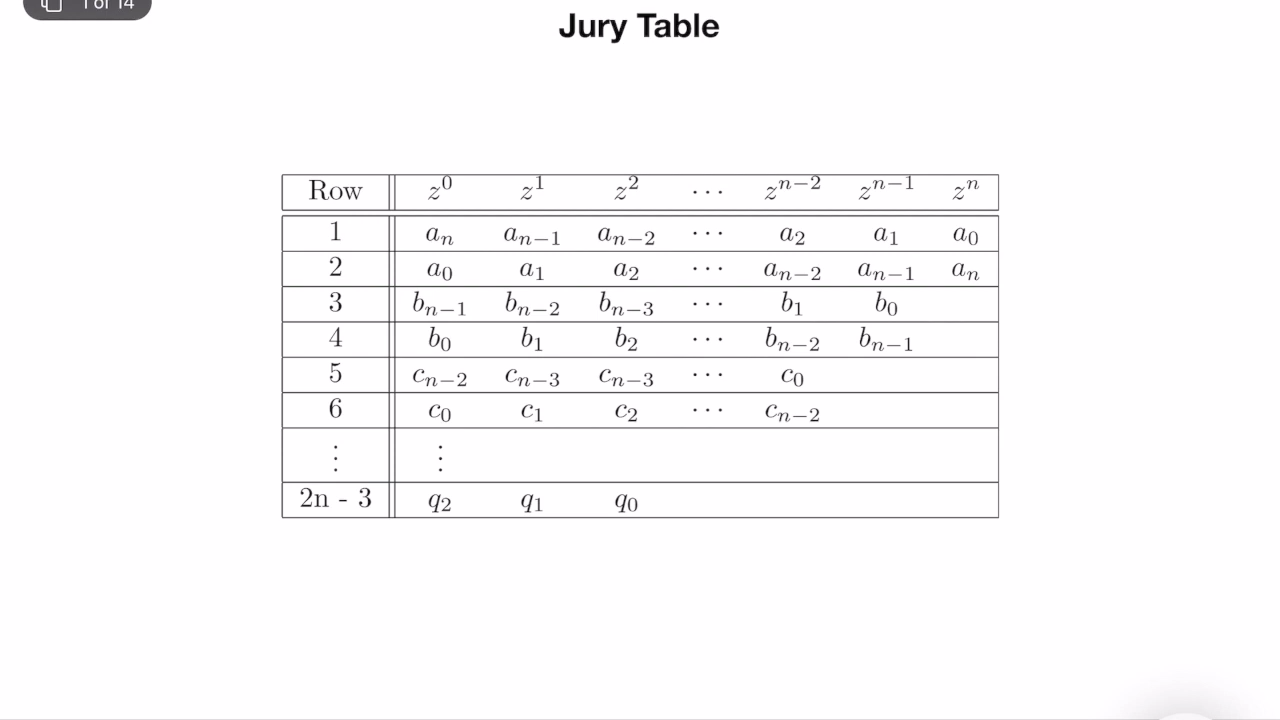 1 of 14
Jury Table
Row z^0 z^1 z^2 ⋯ z^{n−2} z^{n−1} z^n
1 a_n a_{n−1} a_{n−2} ⋯ a_2 a_1 a_0
2 a_0 a_1 a_2 ⋯ a_{n−2} a_{n−1} a_n
3 b_{n−1} b_{n−2} b_{n−3} ⋯ b_1 b_0
4 b_0 b_1 b_2 ⋯ b_{n−2} b_{n−1}
5 c_{n−2} c_{n−3} c_{n−3} ⋯ c_0
6 c_0 c_1 c_2 ⋯ c_{n−2}
⋮ ⋮
2n - 3 q_2 q_1 q_0